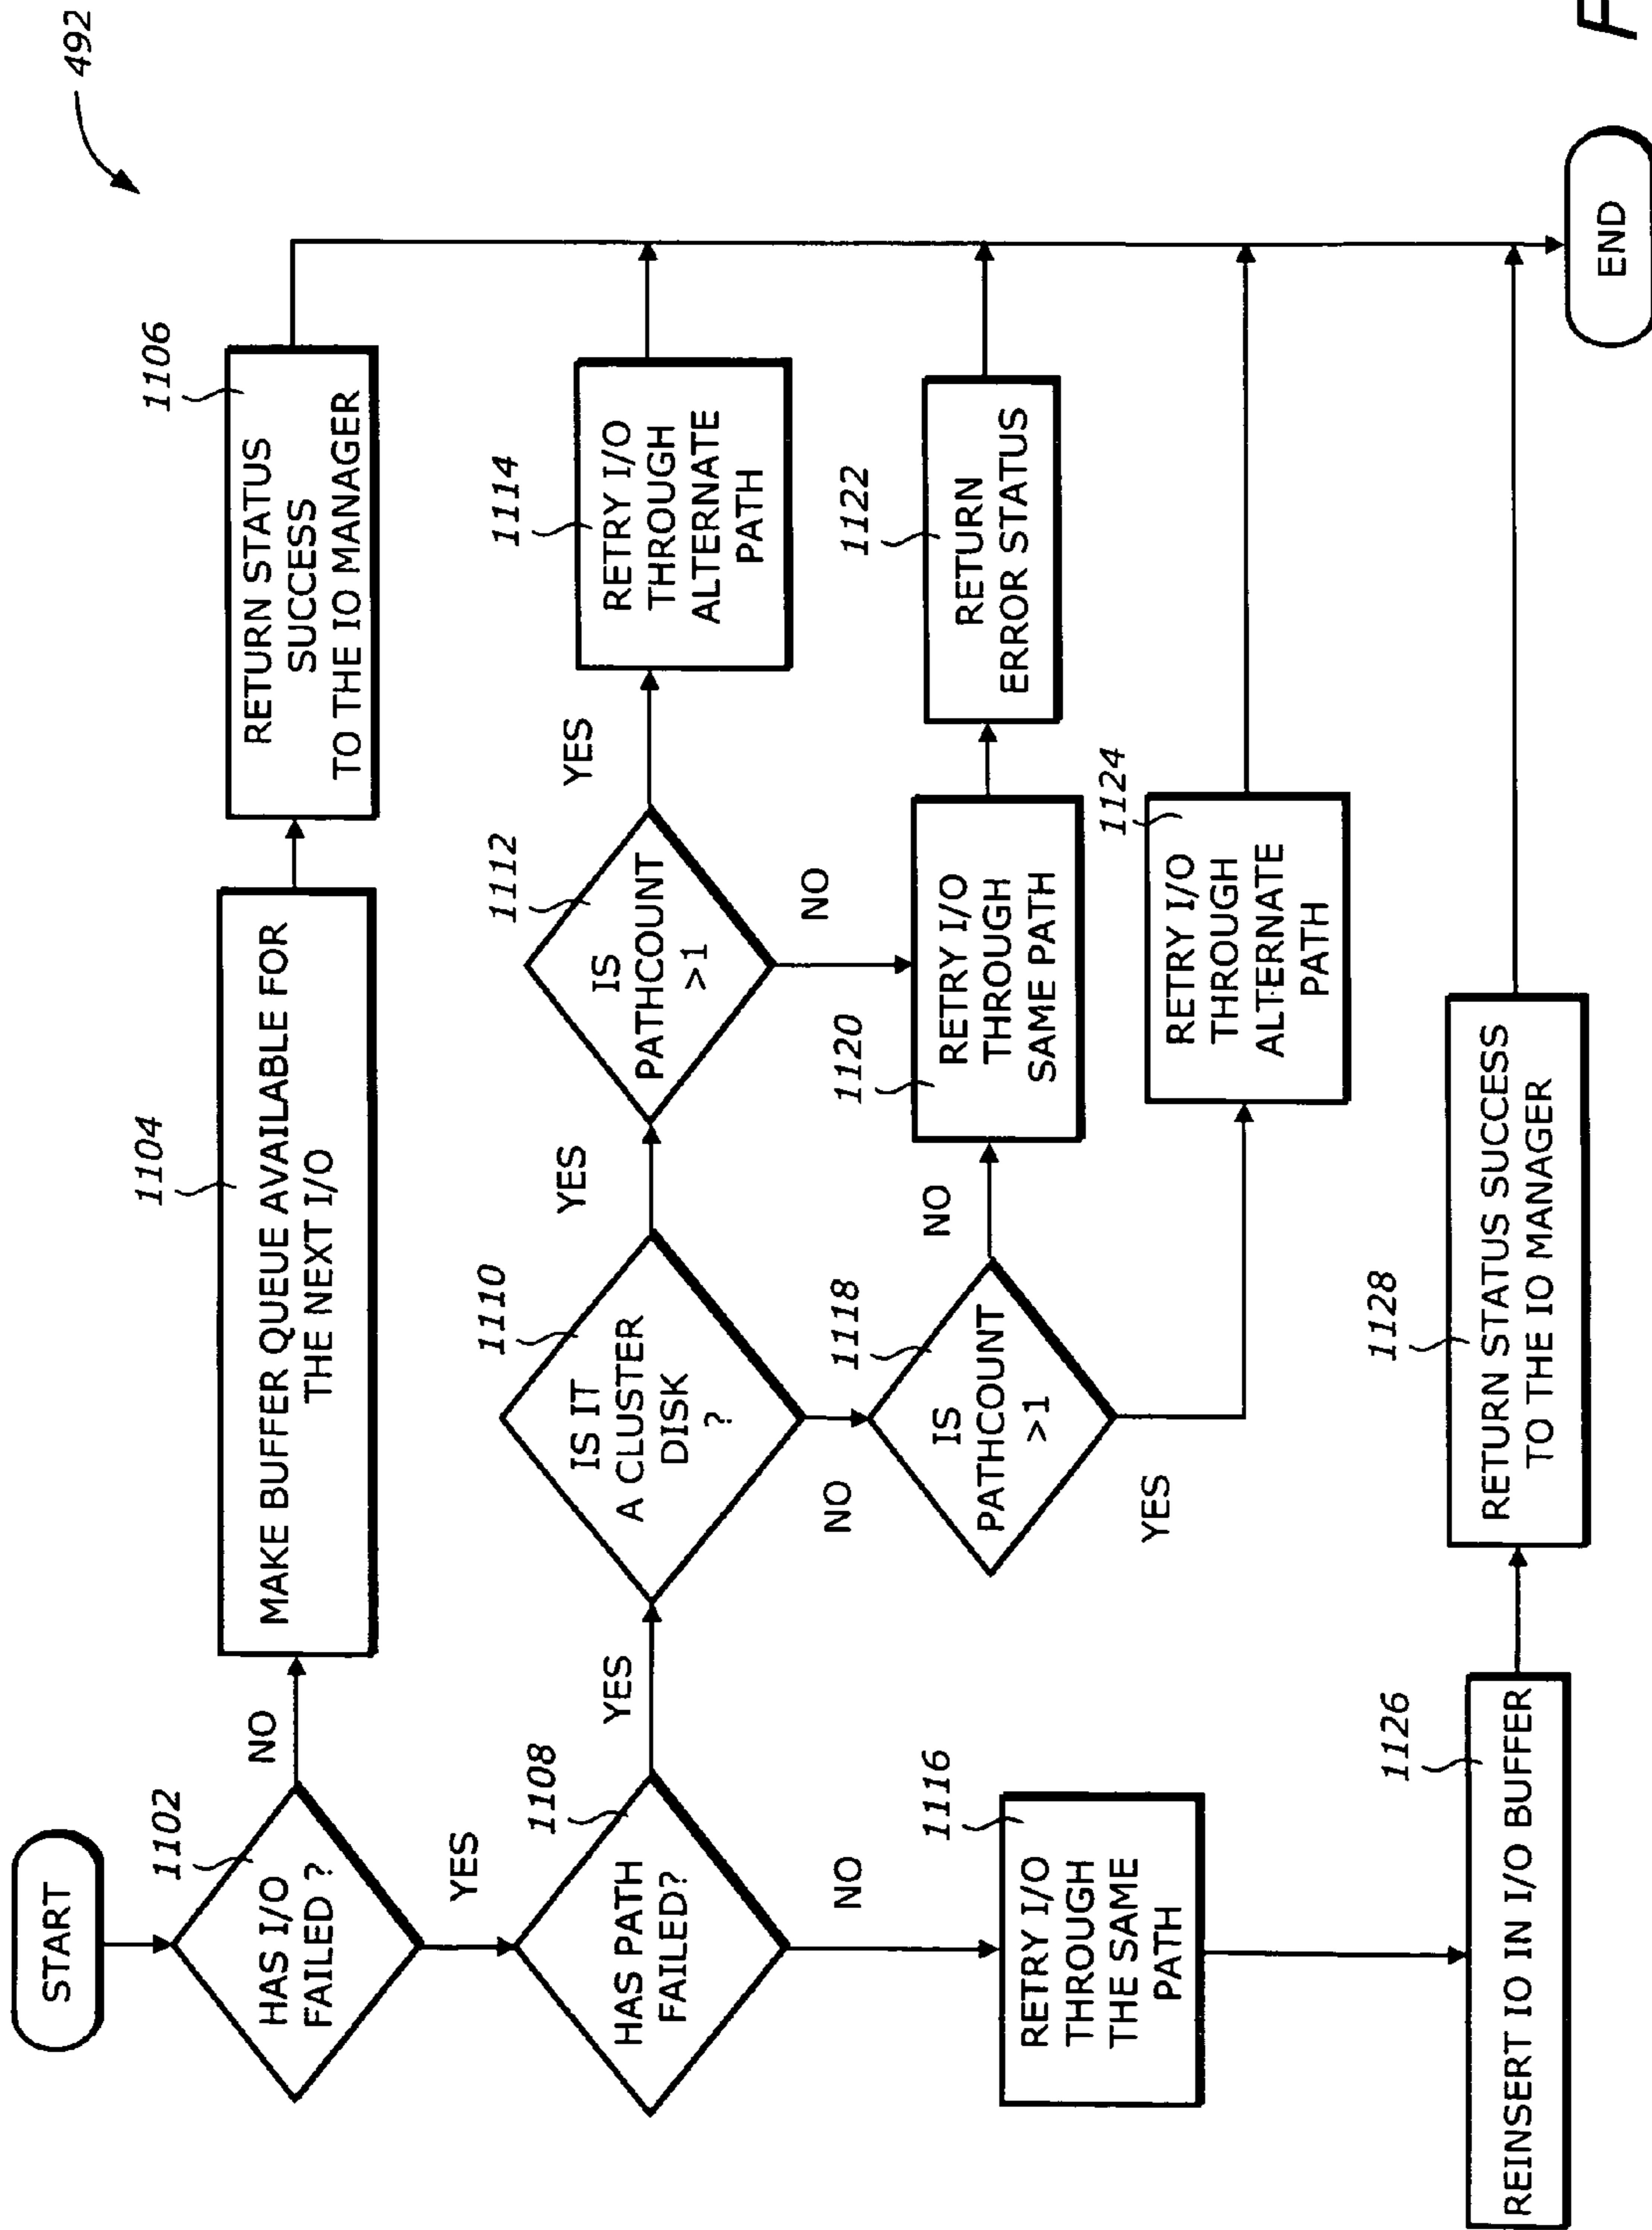 492
START
1102
HAS I/O
FAILED ?
NO
YES
1104
MAKE BUFFER QUEUE AVAILABLE FOR
THE NEXT I/O
1106
RETURN STATUS
SUCCESS
TO THE IO MANAGER
1108
HAS PATH
FAILED?
YES
NO
1110
IS IT
A CLUSTER
DISK
?
YES
NO
1112
IS
PATHCOUNT
>1
YES
NO
1114
RETRY I/O
THROUGH
ALTERNATE
PATH
1116
RETRY I/O
THROUGH
THE SAME
PATH
1118
IS
PATHCOUNT
>1
NO
YES
1120
RETRY I/O
THROUGH
SAME PATH
1122
RETURN
ERROR STATUS
1124
RETRY I/O
THROUGH
ALTERNATE
PATH
1126
REINSERT IO IN I/O BUFFER
1128
RETURN STATUS SUCCESS
TO THE IO MANAGER
END